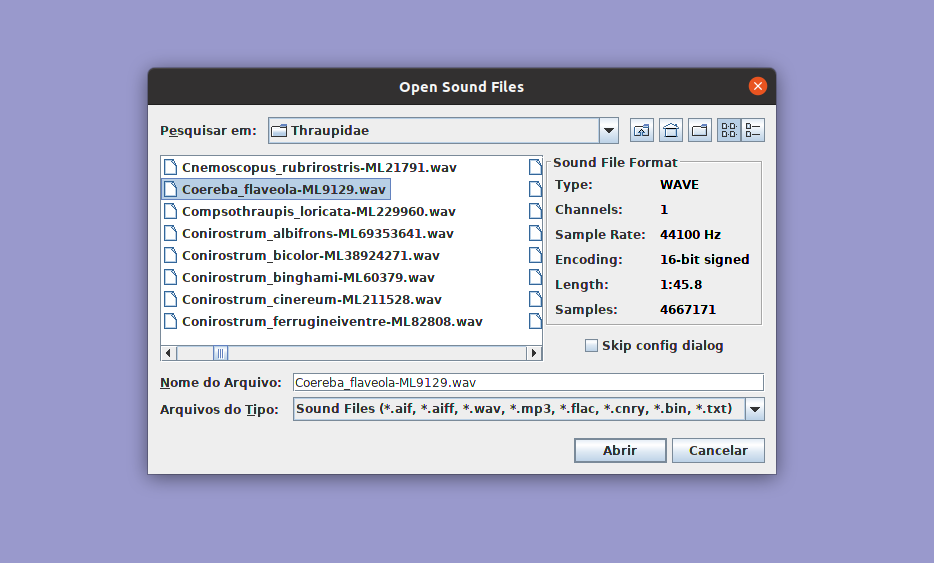 Open Sound Files
Pesquisar em: Thraupidae
Cnemoscopus_rubrirostris-ML21791.wav
Coereba_flaveola-ML9129.wav
Compsothraupis_loricata-ML229960.wav
Conirostrum_albifrons-ML69353641.wav
Conirostrum_bicolor-ML38924271.wav
Conirostrum_binghami-ML60379.wav
Conirostrum_cinereum-ML211528.wav
Conirostrum_ferrugineiventre-ML82808.wav
Sound File Format
Type: WAVE
Channels: 1
Sample Rate: 44100 Hz
Encoding: 16-bit signed
Length: 1:45.8
Samples: 4667171
Skip config dialog
Nome do Arquivo: Coereba_flaveola-ML9129.wav
Arquivos do Tipo: Sound Files (*.aif, *.aiff, *.wav, *.mp3, *.flac, *.cnry, *.bin, *.txt)
Abrir Cancelar